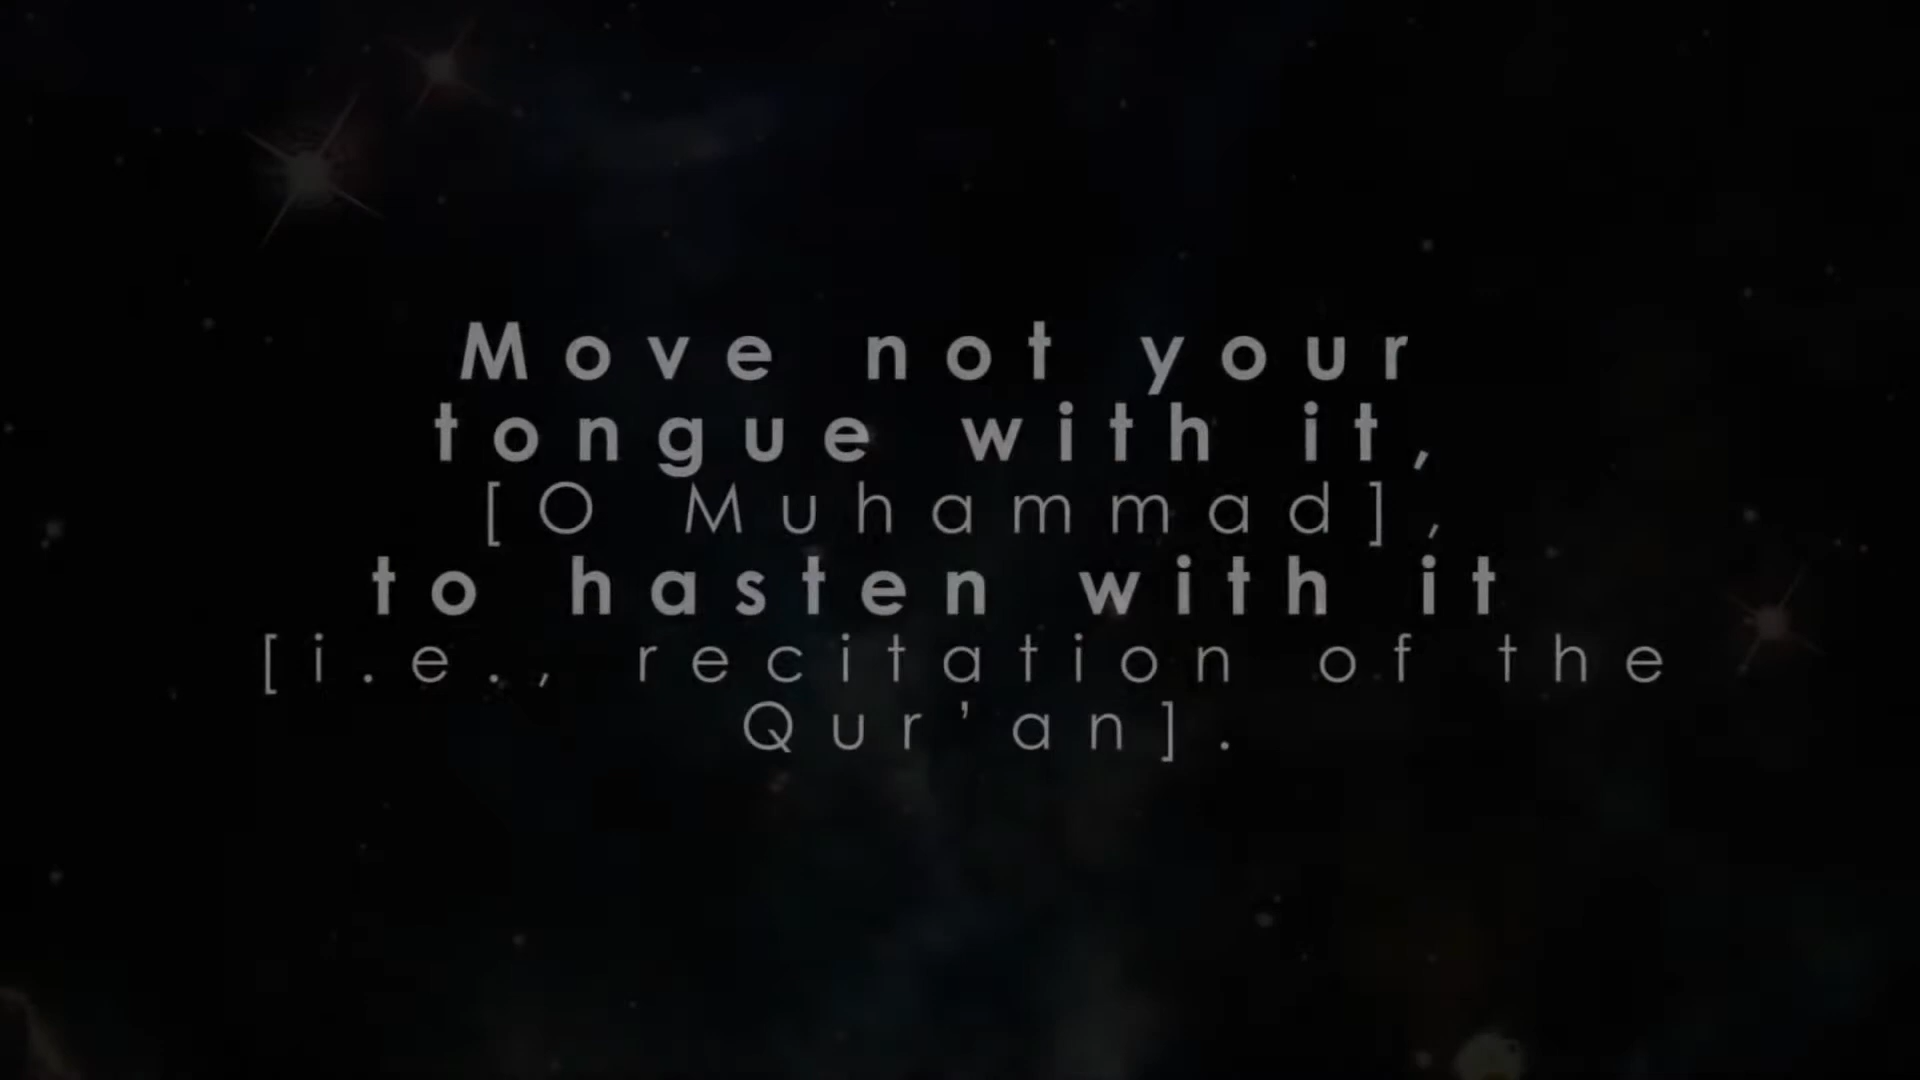 Move not your
tongue with it,
[O Muhammad],
to hasten with it
[i.e., recitation of the
Qur’an].